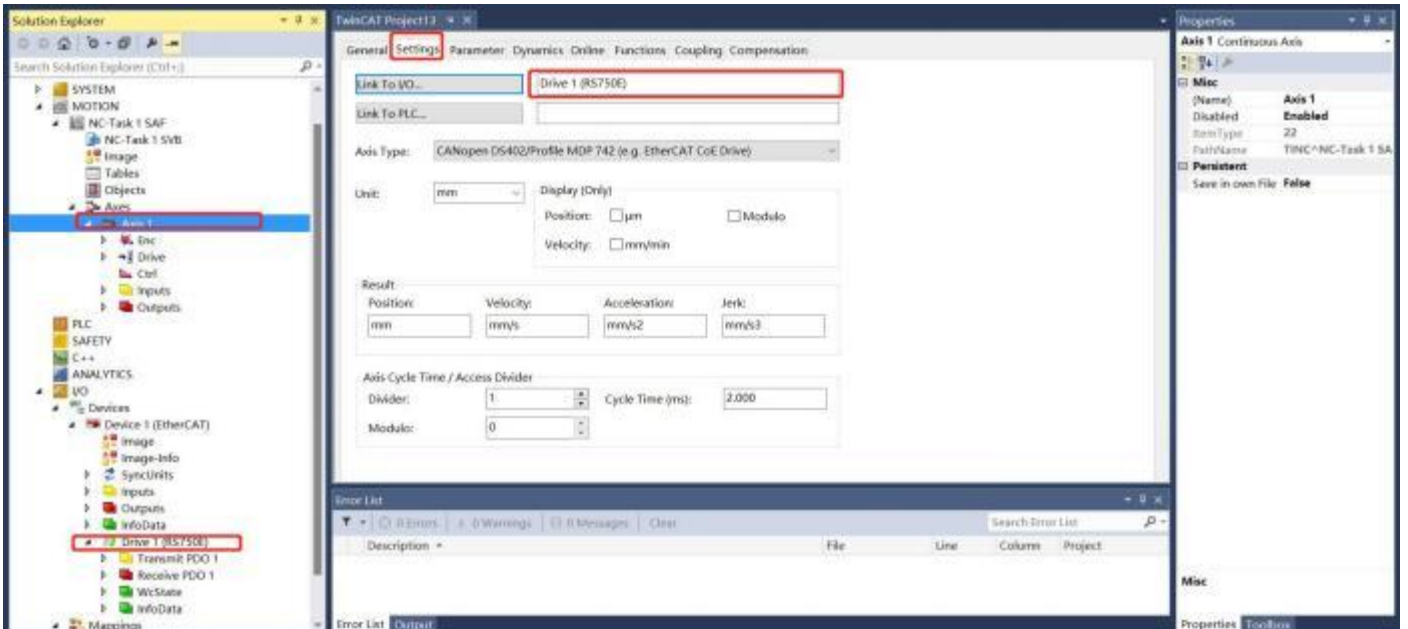 Solution Explorer
Search Solution Explorer (Ctrl+;)
SYSTEM
MOTION
NC-Task 1 SAF
NC-Task 1 SVB
Image
Tables
Objects
Axes
Axis 1
Enc
Drive
Ctrl
Inputs
Outputs
PLC
SAFETY
C++
ANALYTICS
I/O
Devices
Device 1 (EtherCAT)
Image
Image-Info
SyncUnits
Inputs
Outputs
InfoData
Drive 1 (RS750E)
Transmit PDO 1
Receive PDO 1
WcState
InfoData
Mappings
TwinCAT Project13
General Settings Parameter Dynamics Online Functions Coupling Compensation
Link To I/O... Drive 1 (RS750E)
Link To PLC...
Axis Type: CANopen DS402/Profile MDP 742 (e.g. EtherCAT CoE Drive)
Unit: mm Display (Only)
Position: µm Modulo
Velocity: mm/min
Result
Position: Velocity: Acceleration: Jerk:
mm mm/s mm/s2 mm/s3
Axis Cycle Time / Access Divider
Divider: 1 Cycle Time (ms): 2.000
Modulo: 0
Error List
0 Errors 0 Warnings 0 Messages Clear Search Error List
Description File Line Column Project
Error List Output
Properties
Axis 1 Continuous Axis
Misc
(Name) Axis 1
Disabled Enabled
ItemType 22
PathName TINC^NC-Task 1 SA
Persistent
Save in own File False
Misc
Properties Toolbox